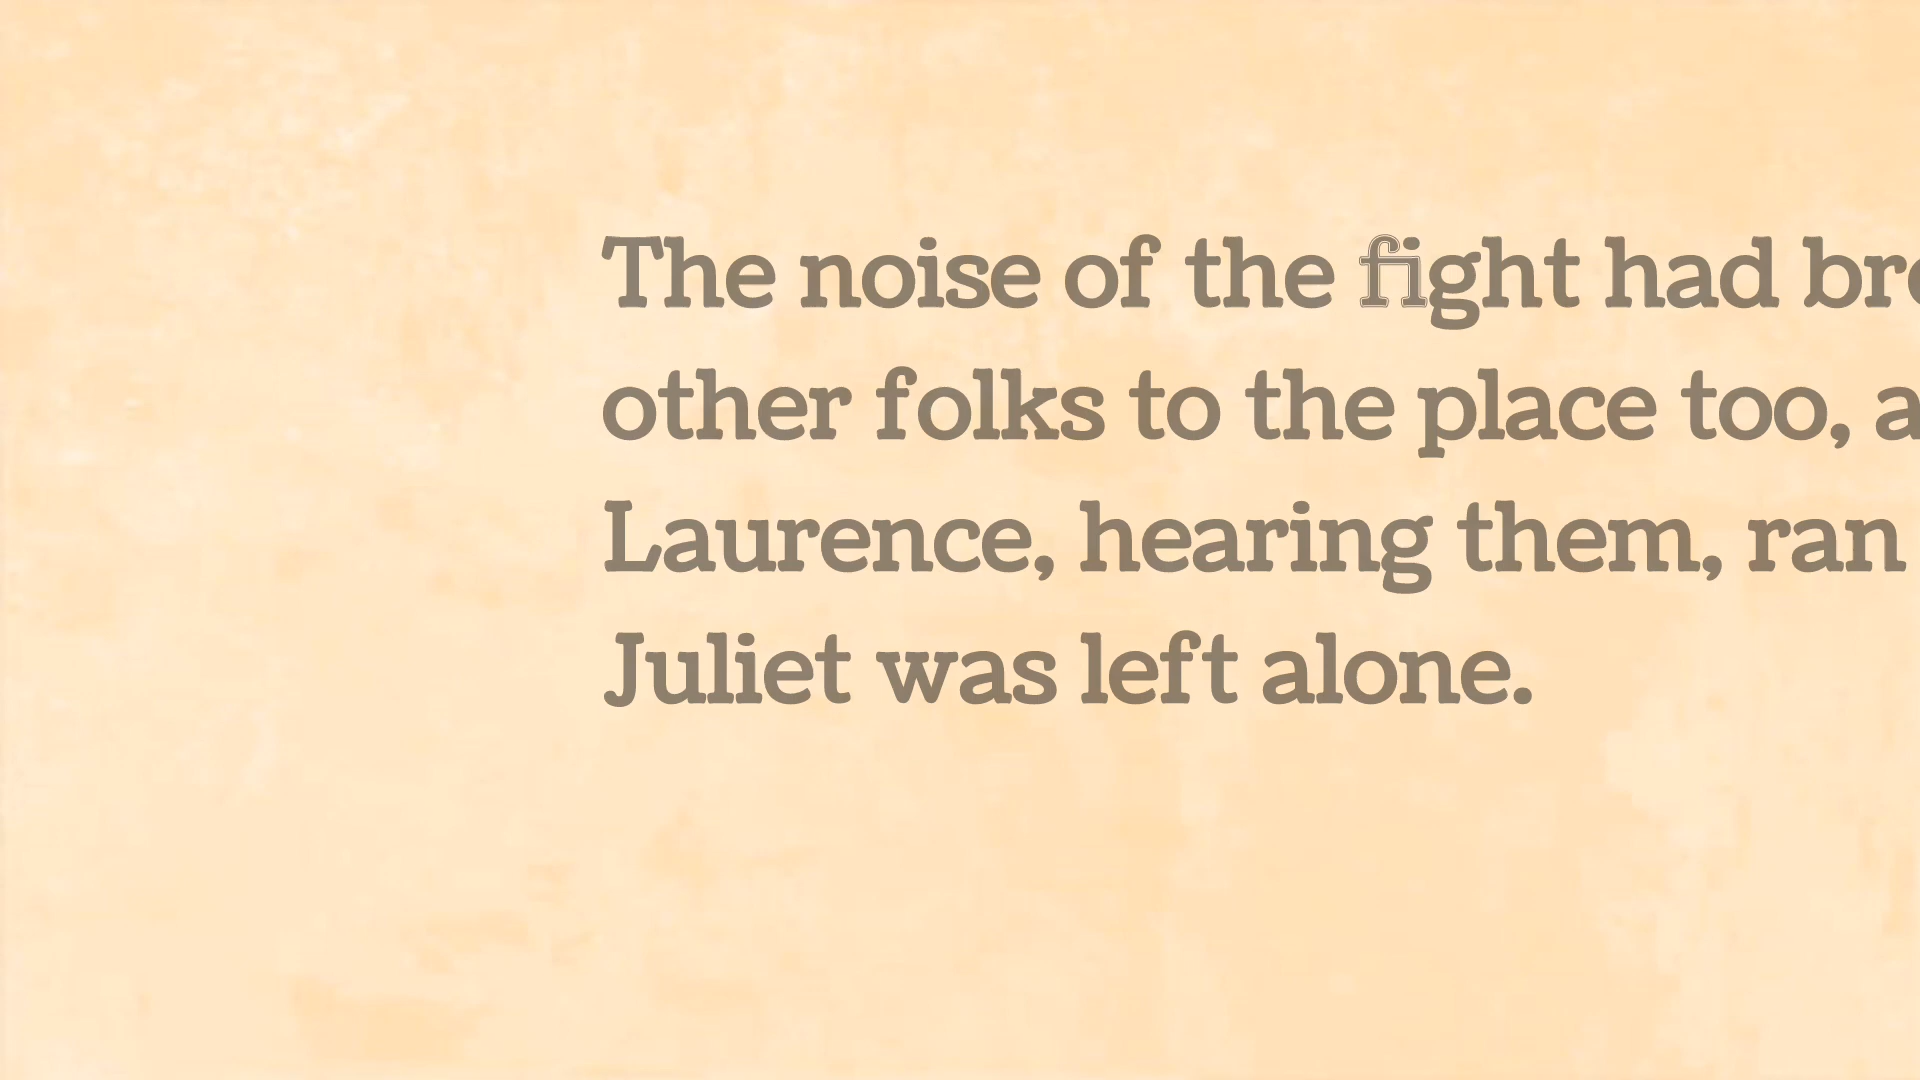 The noise of the fight had bro
other folks to the place too, a
Laurence, hearing them, ran
Juliet was left alone.